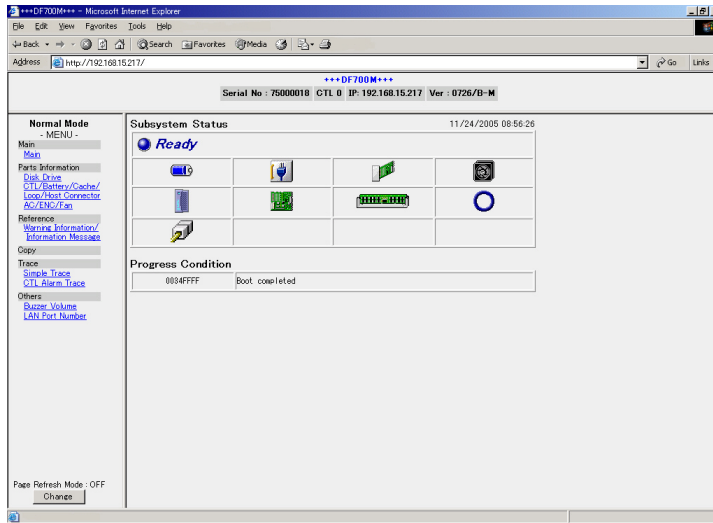 +++DF700M+++ - Microsoft Internet Explorer
File Edit View Favorites Tools Help
Back Search Favorites Media
Address http://192.168.15.217/ Go Links
+++DF700M+++
Serial No : 75000018 CTL 0 IP: 192.168.15.217 Ver : 0726/B-M
Normal Mode
- MENU -
Main
Main
Parts Information
Disk Drive
CTL/Battery/Cache/
Loop/Host Connector
AC/ENC/Fan
Reference
Warning Information/
Information Message
Copy
Trace
Simple Trace
CTL Alarm Trace
Others
Buzzer Volume
LAN Port Number
Page Refresh Mode : OFF
Change
Subsystem Status 11/24/2005 08:56:26
Ready
Progress Condition
0034FFFF Boot completed